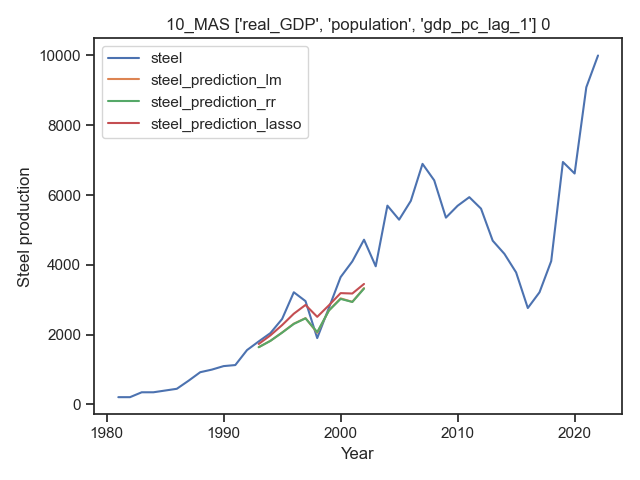 10_MAS ['real_GDP', 'population', 'gdp_pc_lag_1'] 0
steel
steel_prediction_lm
steel_prediction_rr
steel_prediction_lasso
Steel production
10000
8000
6000
4000
2000
0
1980
1990
2000
2010
2020
Year